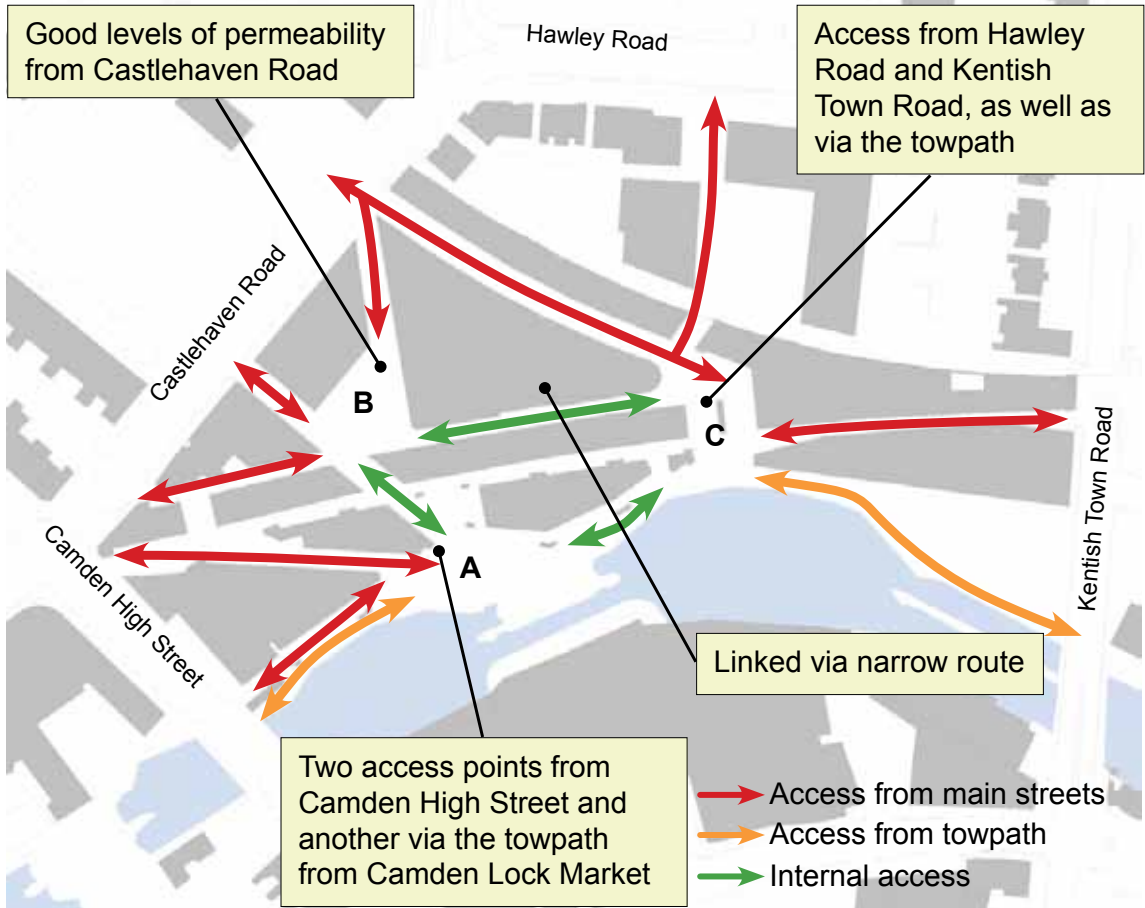 Good levels of permeability
from Castlehaven Road
Hawley Road
Access from Hawley
Road and Kentish
Town Road, as well as
via the towpath
Castlehaven Road
B
C
A
Camden High Street
Kentish Town Road
Linked via narrow route
Two access points from
Camden High Street and
another via the towpath
from Camden Lock Market
Access from main streets
Access from towpath
Internal access